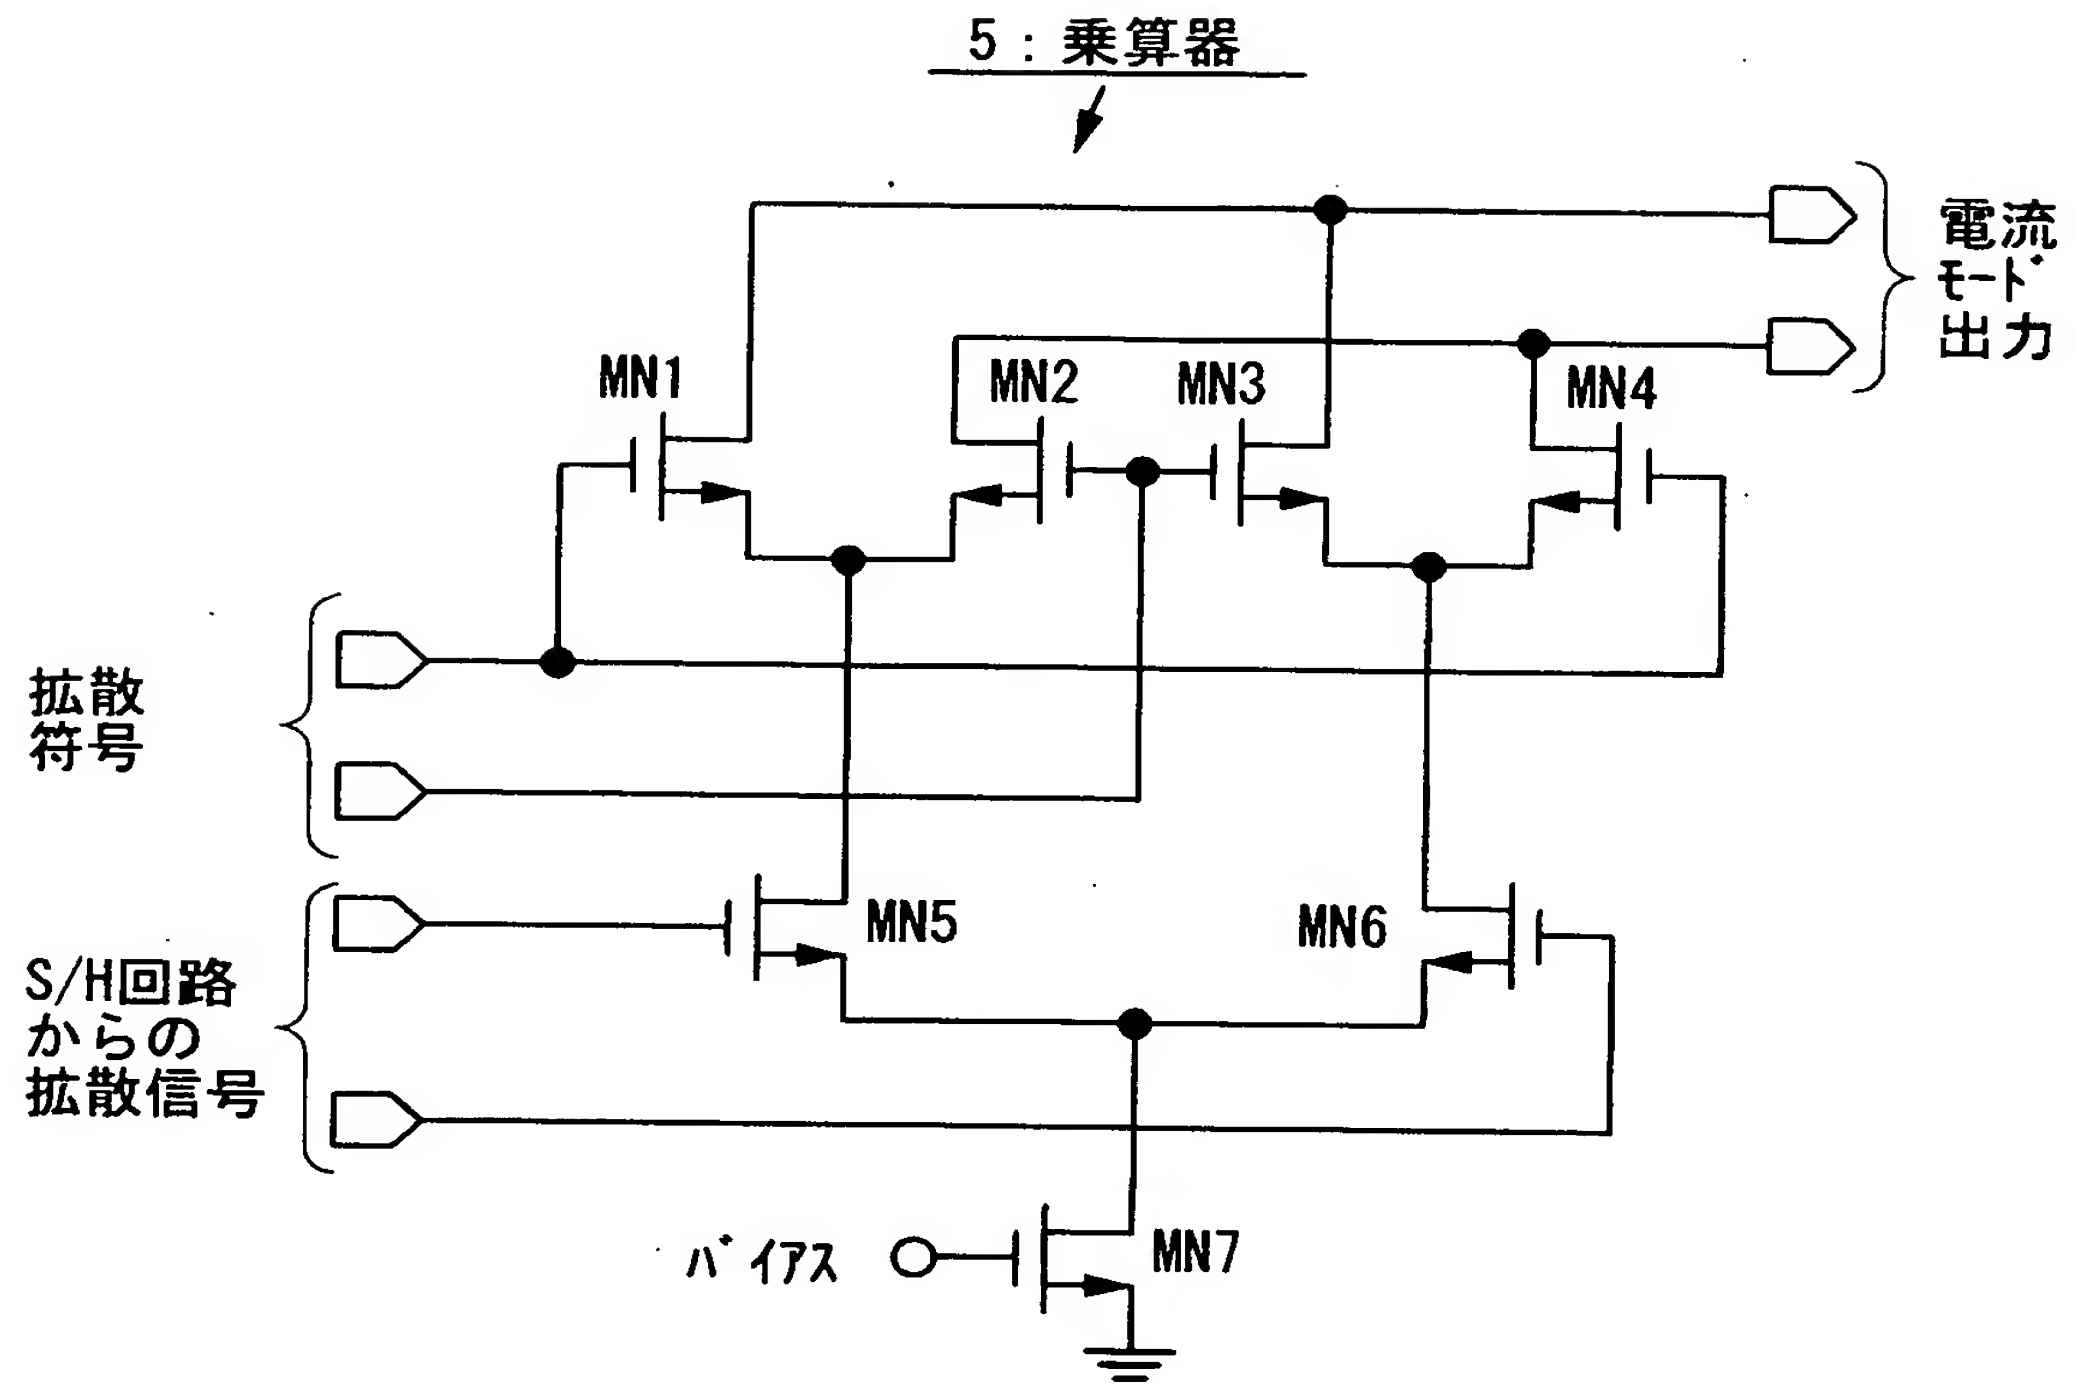 5：乗算器
電流
ﾓｰﾄﾞ
出力
MN1
MN2
MN3
MN4
拡散
符号
MN5
MN6
S/H回路
からの
拡散信号
ﾊﾞｲｱｽ
MN7